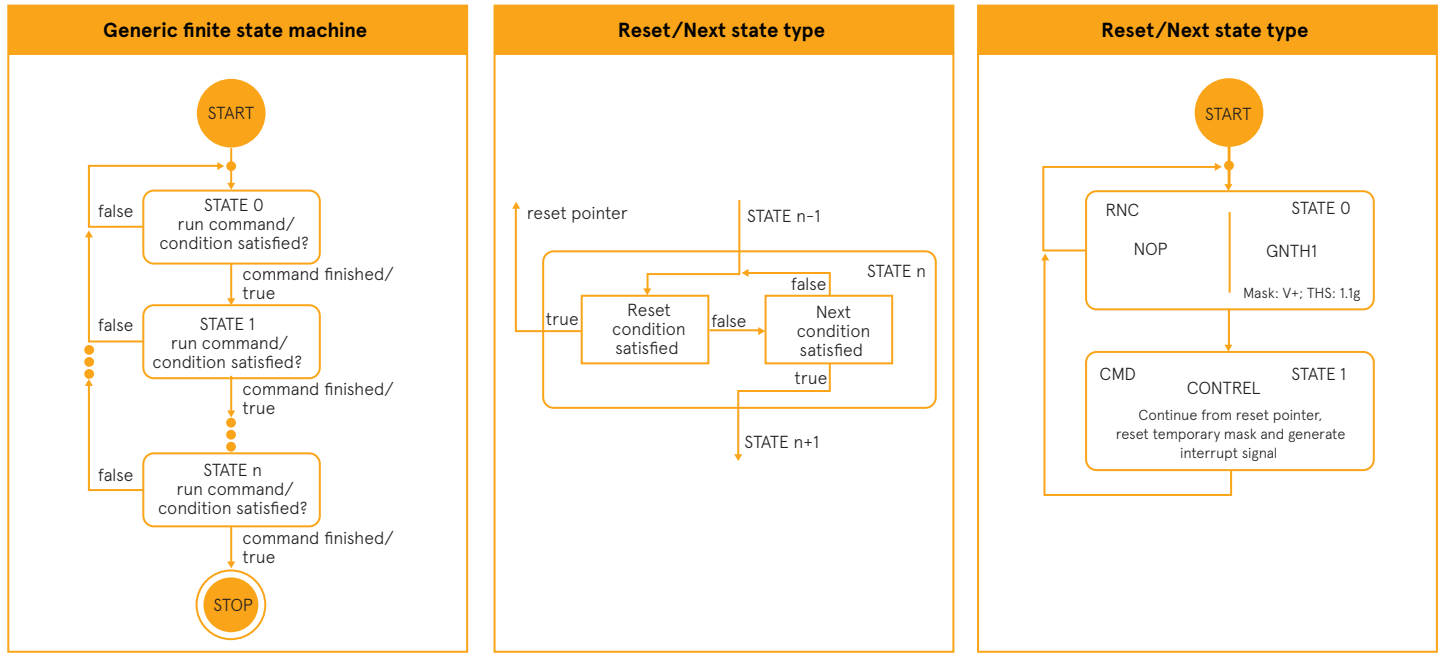 Generic finite state machine
START
false
STATE 0
run command/
condition satisfied?
command finished/
true
false
STATE 1
run command/
condition satisfied?
command finished/
true
false
STATE n
run command/
condition satisfied?
command finished/
true
STOP
Reset/Next state type
reset pointer
STATE n-1
STATE n
false
true
Reset
condition
satisfied
false
Next
condition
satisfied
true
STATE n+1
Reset/Next state type
START
RNC
STATE 0
NOP
GNTH1
Mask: V+; THS: 1.1g
CMD
STATE 1
CONTREL
Continue from reset pointer,
reset temporary mask and generate
interrupt signal